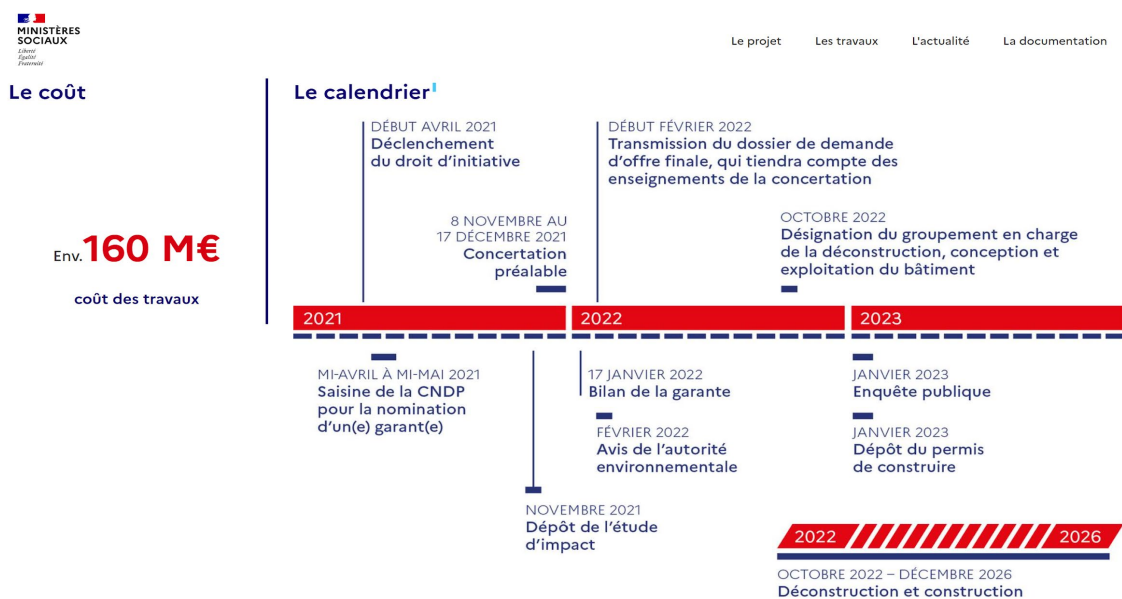 MINISTÈRES
SOCIAUX
Liberté
Égalité
Fraternité
Le projet
Les travaux
L'actualité
La documentation
Le coût
Env. 160 M€
coût des travaux
Le calendrier
DÉBUT AVRIL 2021
Déclenchement
du droit d'initiative
8 NOVEMBRE AU
17 DÉCEMBRE 2021
Concertation
préalable
DÉBUT FÉVRIER 2022
Transmission du dossier de demande
d'offre finale, qui tiendra compte des
enseignements de la concertation
OCTOBRE 2022
Désignation du groupement en charge
de la déconstruction, conception et
exploitation du bâtiment
2021
2022
2023
MI-AVRIL À MI-MAI 2021
Saisine de la CNDP
pour la nomination
d'un(e) garant(e)
NOVEMBRE 2021
Dépôt de l'étude
d'impact
17 JANVIER 2022
Bilan de la garante
FÉVRIER 2022
Avis de l'autorité
environnementale
JANVIER 2023
Enquête publique
JANVIER 2023
Dépôt du permis
de construire
2022
2026
OCTOBRE 2022 – DÉCEMBRE 2026
Déconstruction et construction